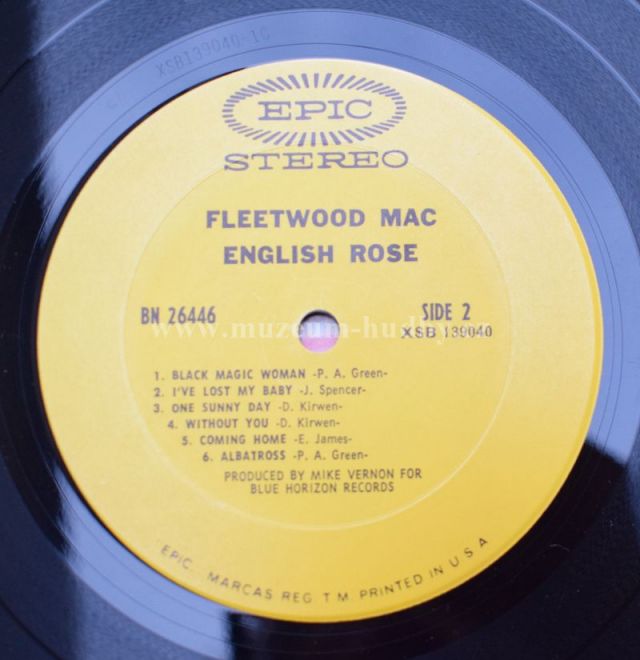 XSB139040-1C
EPIC
STEREO
FLEETWOOD MAC
ENGLISH ROSE
BN 26446
SIDE 2
XSB 139040
www.muzeum-hudby
1. BLACK MAGIC WOMAN -P. A. Green-
2. I'VE LOST MY BABY -J. Spencer-
3. ONE SUNNY DAY -D. Kirwen-
4. WITHOUT YOU -D. Kirwen-
5. COMING HOME -E. James-
6. ALBATROSS -P. A. Green-
PRODUCED BY MIKE VERNON FOR
BLUE HORIZON RECORDS
EPIC. MARCAS REG. T M. PRINTED IN U S A